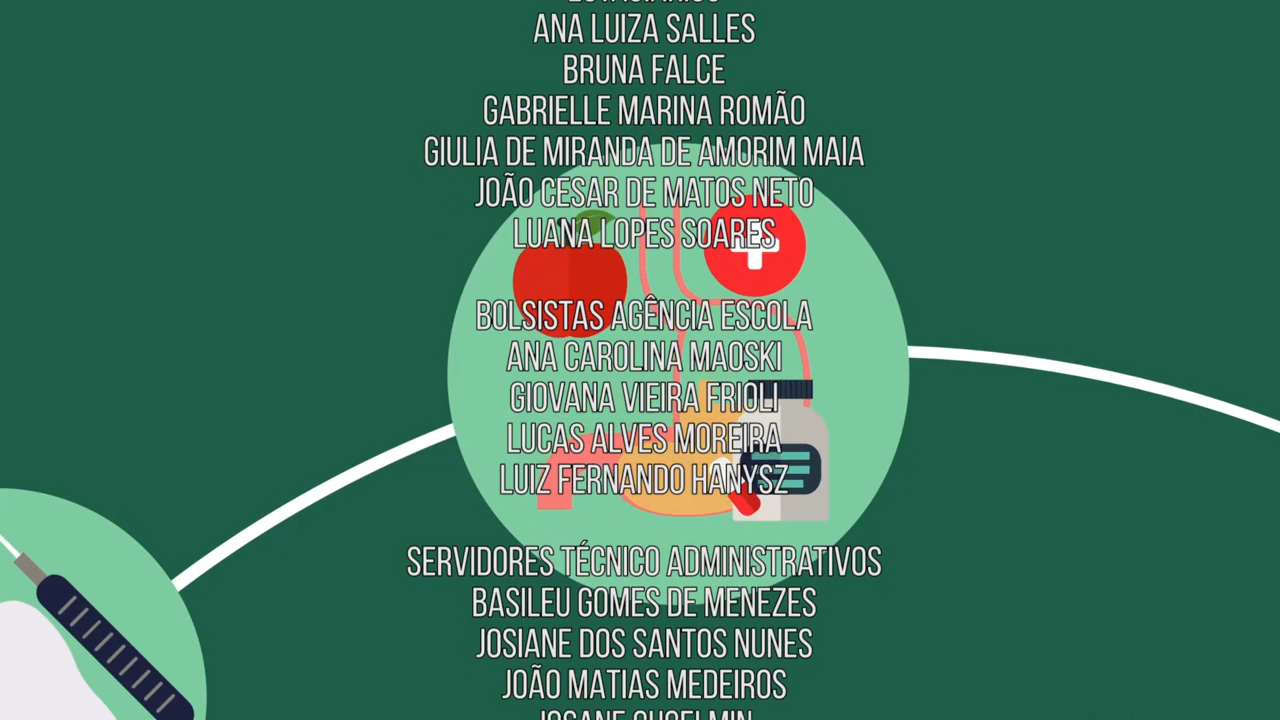 ANA LUIZA SALLES
BRUNA FALCE
GABRIELLE MARINA ROMÃO
GIULIA DE MIRANDA DE AMORIM MAIA
JOÃO CESAR DE MATOS NETO
LUANA LOPES SOARES
BOLSISTAS AGÊNCIA ESCOLA
ANA CAROLINA MAOSKI
GIOVANA VIEIRA FRIOLI
LUCAS ALVES MOREIRA
LUIZ FERNANDO HANYSZ
SERVIDORES TÉCNICO ADMINISTRATIVOS
BASILEU GOMES DE MENEZES
JOSIANE DOS SANTOS NUNES
JOÃO MATIAS MEDEIROS